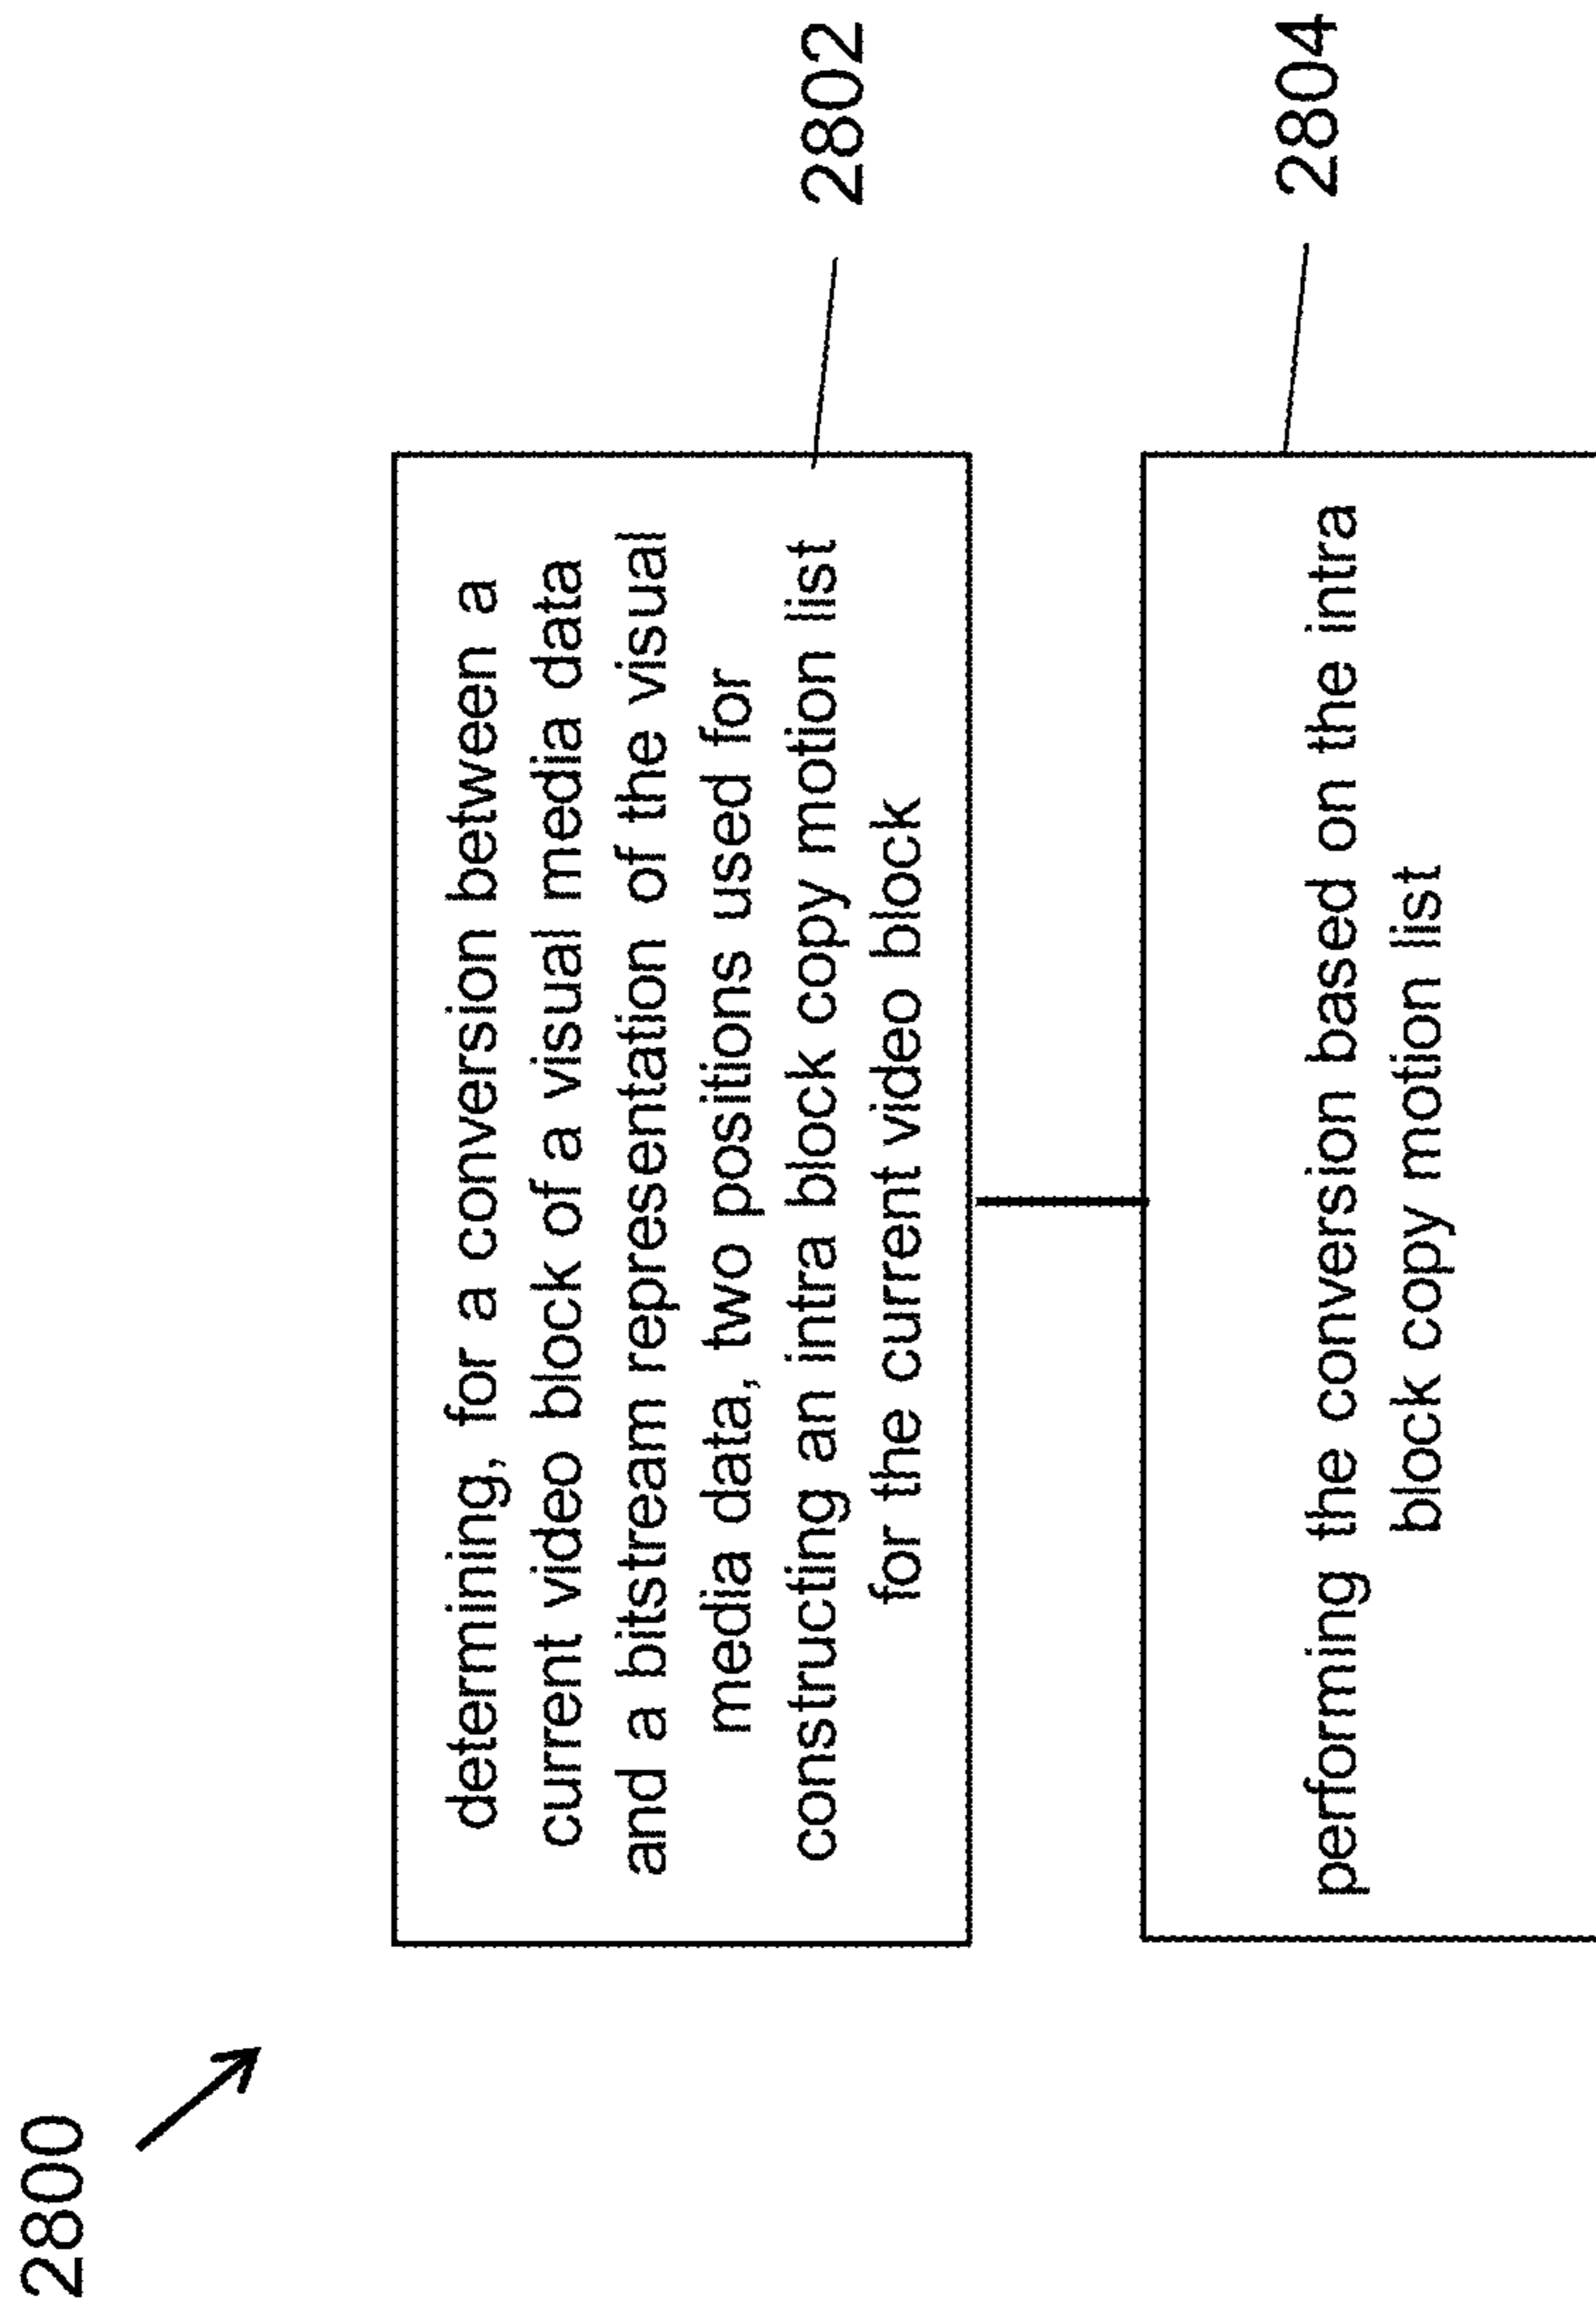 2800
determining, for a conversion between a
current video block of a visual media data
and a bitstream representation of the visual
media data, two positions used for
constructing an intra block copy motion list
for the current video block
2802
performing the conversion based on the intra
block copy motion list
2804